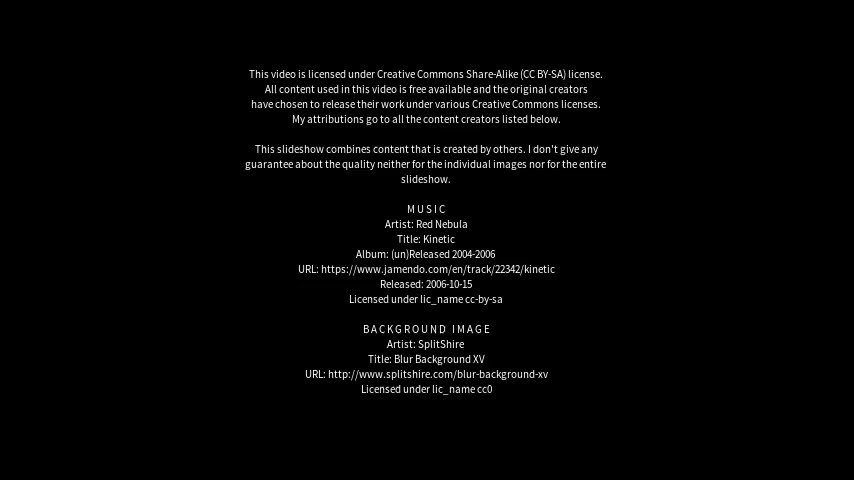 This video is licensed under Creative Commons Share-Alike (CC BY-SA) license.
All content used in this video is free available and the original creators
have chosen to release their work under various Creative Commons licenses.
My attributions go to all the content creators listed below.
This slideshow combines content that is created by others. I don't give any
guarantee about the quality neither for the individual images nor for the entire
slideshow.
MUSIC
Artist: Red Nebula
Title: Kinetic
Album: (un)Released 2004-2006
URL: https://www.jamendo.com/en/track/22342/kinetic
Released: 2006-10-15
Licensed under lic_name cc-by-sa
BACKGROUND IMAGE
Artist: SplitShire
Title: Blur Background XV
URL: http://www.splitshire.com/blur-background-xv
Licensed under lic_name cc0